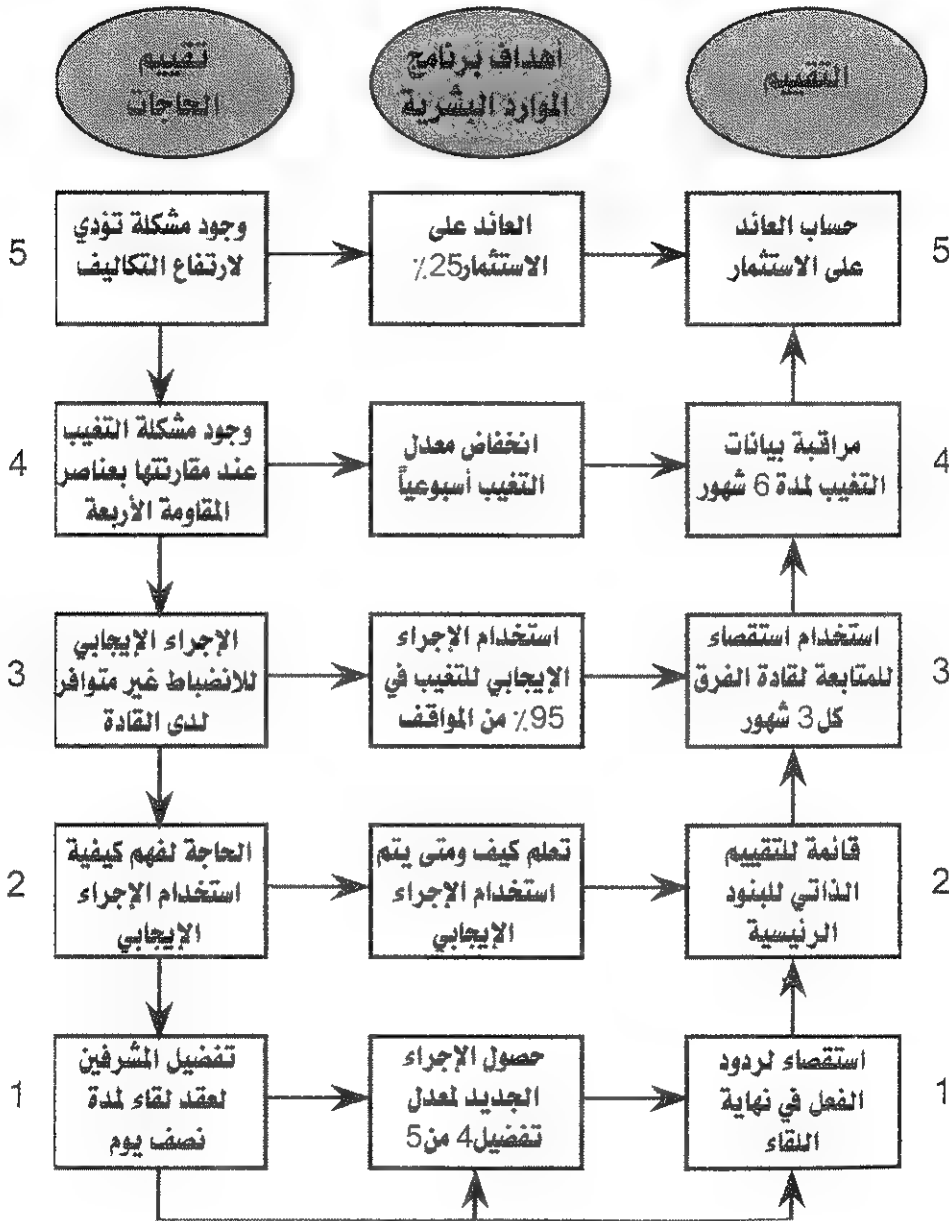 تقييم
الحاجات
أهداف برنامج
الموارد البشرية
التقييم
5
وجود مشكلة تؤدي
لارتفاع التكاليف
العائد على
الاستثمار25٪
حساب العائد
على الاستثمار
5
4
وجود مشكلة التغيب
عند مقارنتها بعناصر
المقاومة الأربعة
انخفاض معدل
التغيب أسبوعياً
مراقبة بيانات
التغيب لمدة 6 شهور
4
3
الإجراء الإيجابي
للانضباط غير متوافر
لدى القادة
استخدام الإجراء
الإيجابي للتغيب في
95٪ من المواقف
استخدام استقصاء
للمتابعة لقادة الفرق
كل 3 شهور
3
2
الحاجة لفهم كيفية
استخدام الإجراء
الإيجابي
تعلم كيف ومتى يتم
استخدام الإجراء
الإيجابي
قائمة للتقييم
الذاتي للبنود
الرئيسية
2
1
تفضيل المشرفين
لعقد لقاء لمدة
نصف يوم
حصول الإجراء
الجديد لمعدل
تفضيل 4 من 5
استقصاء لردود
الفعل في نهاية
اللقاء
1